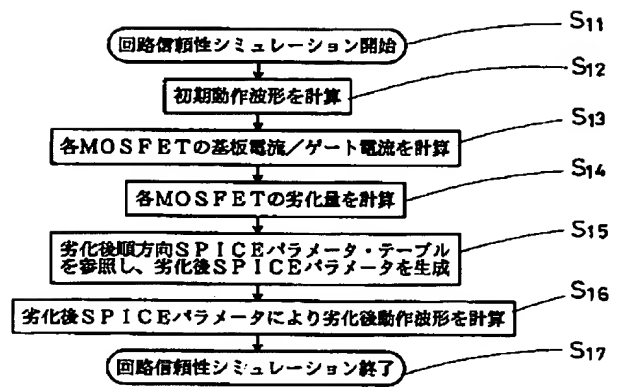 S11
回路信頼性シミュレーション開始
S12
初期動作波形を計算
S13
各MOSFETの基板電流／ゲート電流を計算
S14
各MOSFETの劣化量を計算
S15
劣化後順方向SPICEパラメータ・テーブル
を参照し、劣化後SPICEパラメータを生成
S16
劣化後SPICEパラメータにより劣化後動作波形を計算
S17
回路信頼性シミュレーション終了